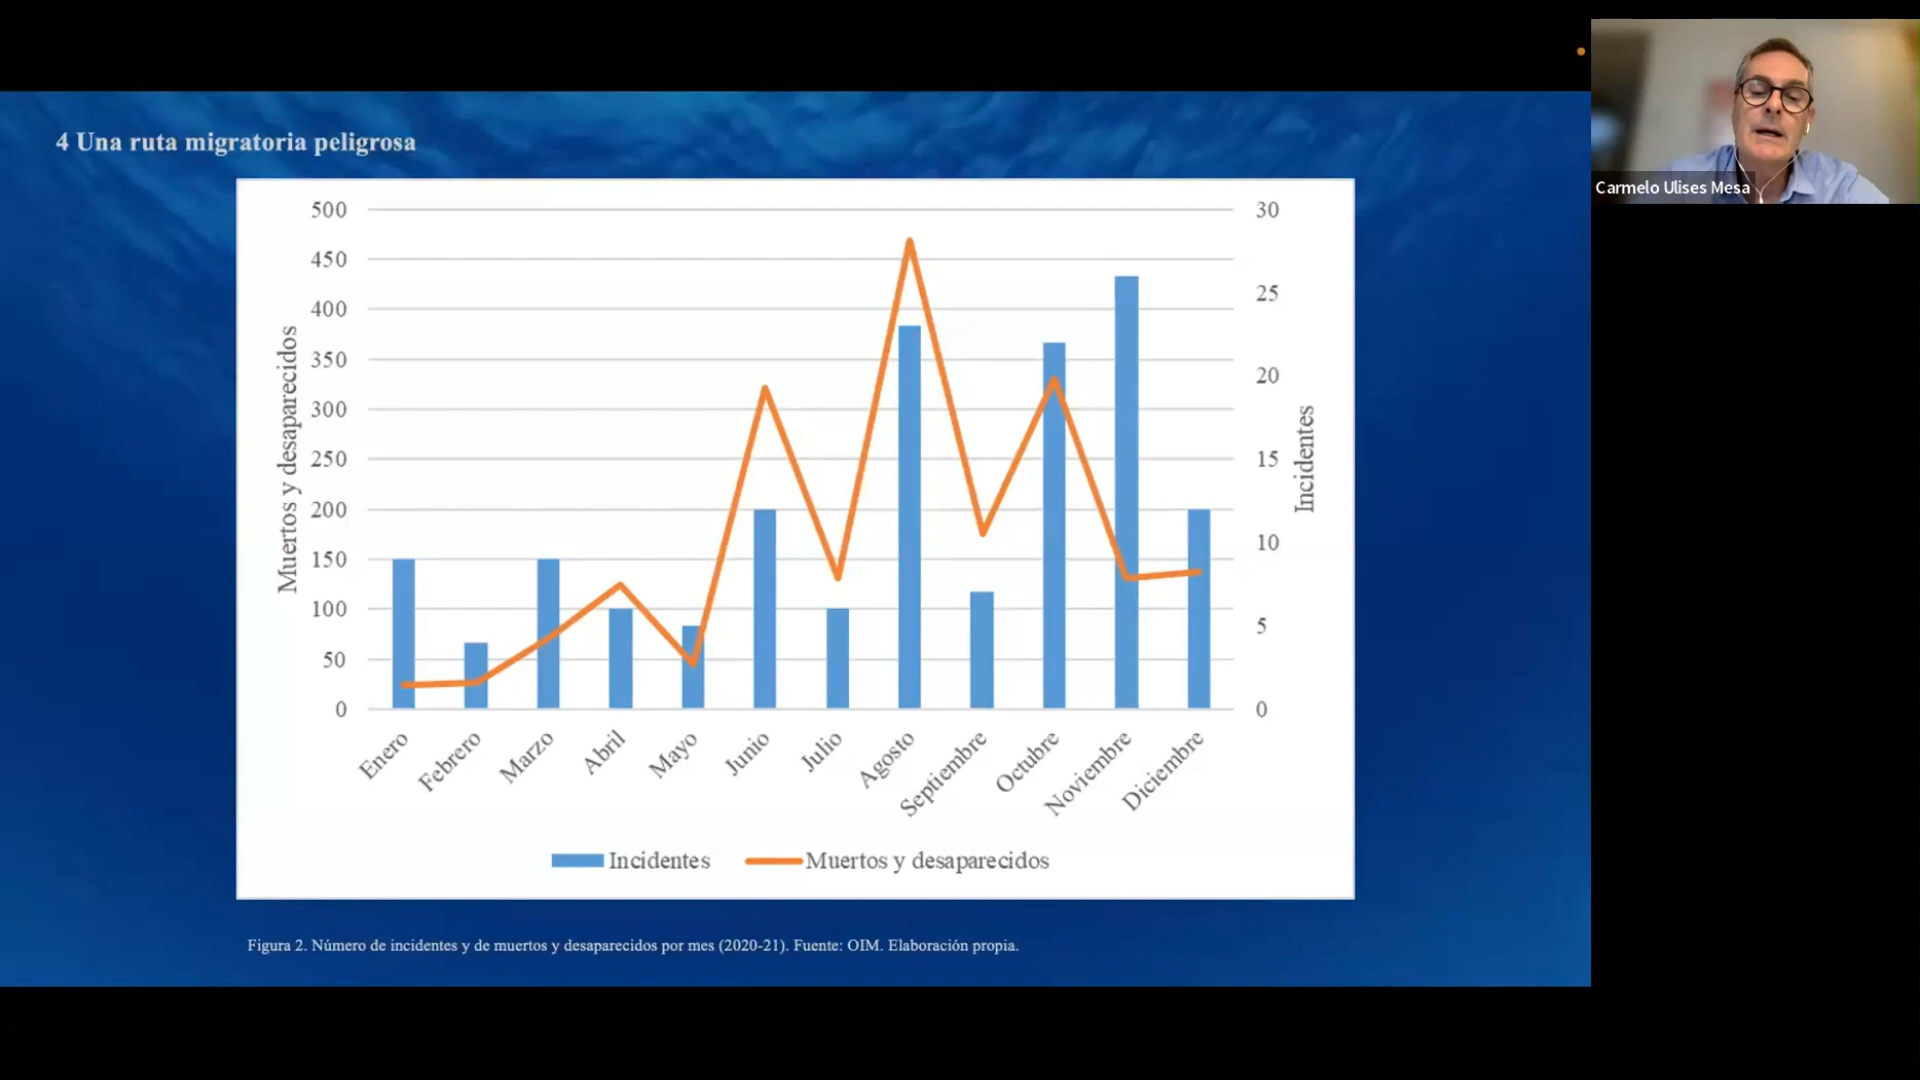 4 Una ruta migratoria peligrosa
Carmelo Ulises Mesa
500
450
400
350
300
250
200
150
100
50
0
Muertos y desaparecidos
30
25
20
15
10
5
0
Incidentes
Enero
Febrero
Marzo
Abril
Mayo
Junio
Julio
Agosto
Septiembre
Octubre
Noviembre
Diciembre
Incidentes
Muertos y desaparecidos
Figura 2. Número de incidentes y de muertos y desaparecidos por mes (2020-21). Fuente: OIM. Elaboración propia.